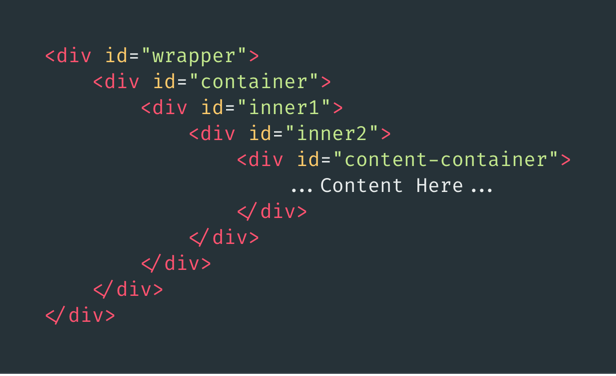 <div id="wrapper">
    <div id="container">
        <div id="inner1">
            <div id="inner2">
                <div id="content-container">
                    ...Content Here...
                </div>
            </div>
        </div>
    </div>
</div>